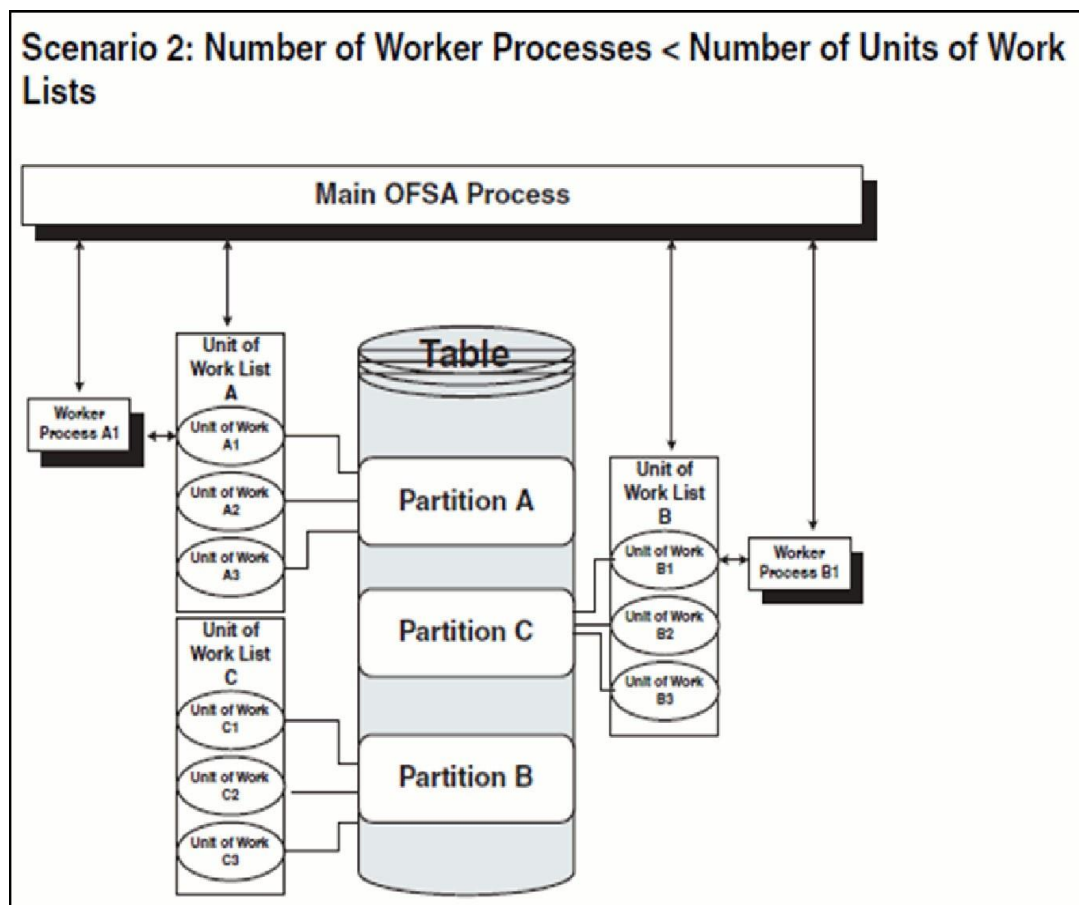 Scenario 2: Number of Worker Processes < Number of Units of Work
Lists
Main OFSA Process
Unit of
Work List
A
Worker
Process A1
Unit of Work
A1
Unit of Work
A2
Unit of Work
A3
Unit of
Work List
C
Unit of Work
C1
Unit of Work
C2
Unit of Work
C3
Table
Partition A
Partition C
Partition B
Unit of
Work List
B
Unit of Work
B1
Unit of Work
B2
Unit of Work
B3
Worker
Process B1